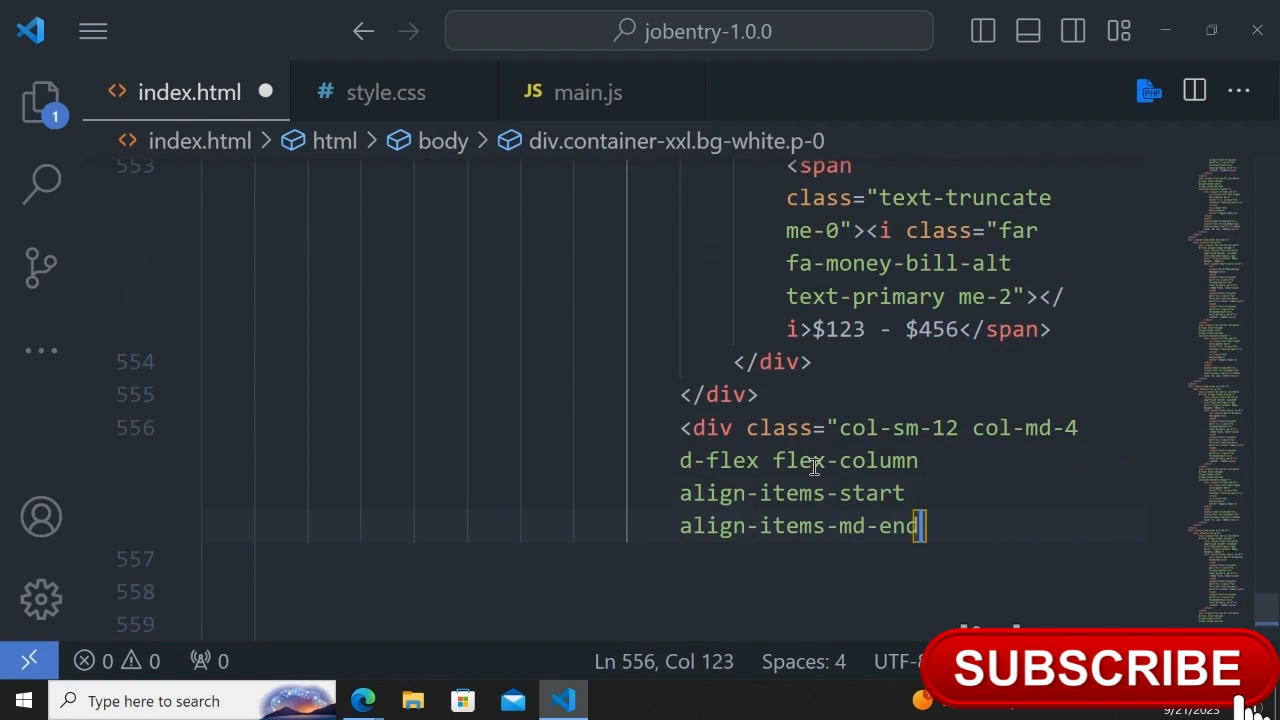 jobentry-1.0.0
1
index.html
# style.css
JS main.js
PHP
index.html > html > body > div.container-xxl.bg-white.p-0
553
<span
class="text-truncate
me-0"><i class="far
fa-money-bill-alt
text-primary me-2"></
i>$123 - $456</span>
554
</div>
555
</div>
556
<div class="col-sm-12 col-md-4
d-flex flex-column
align-items-start
align-items-md-end
557
558
559
0 0 0
Ln 556, Col 123
Spaces: 4
SUBSCRIBE
Type here to search
9/21/2023